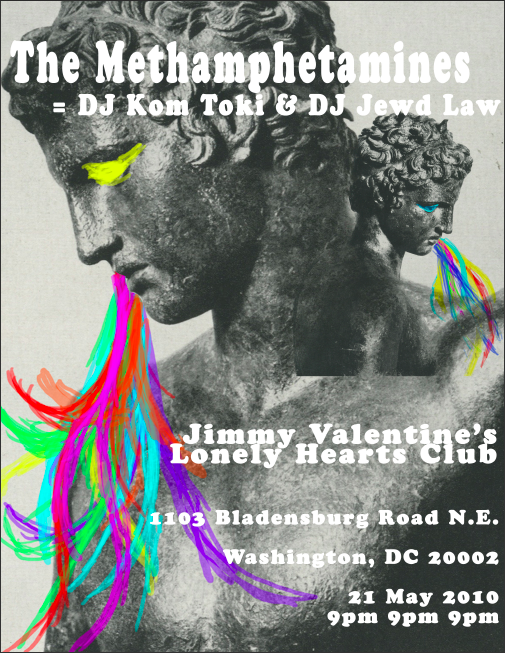 The Methamphetamines
= DJ Kom Toki & DJ Jewd Law
Jimmy Valentine's
Lonely Hearts Club
1103 Bladensburg Road N.E.
Washington, DC 20002
21 May 2010
9pm 9pm 9pm